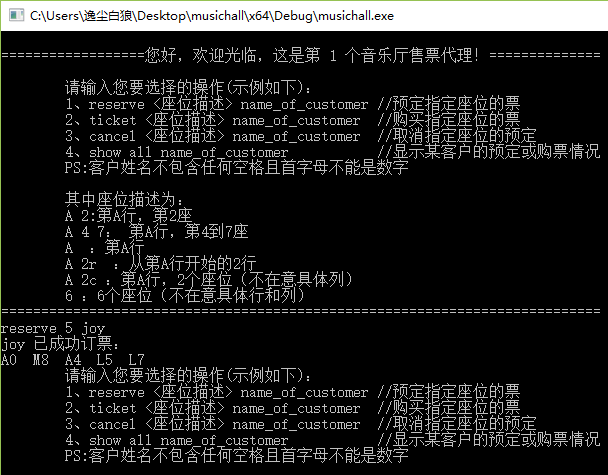 C:\Users\逸尘白狼\Desktop\musichall\x64\Debug\musichall.exe
=================您好，欢迎光临，这是第 1 个音乐厅售票代理！==============
请输入您要选择的操作(示例如下)：
1、reserve <座位描述> name_of_customer //预定指定座位的票
2、ticket <座位描述> name_of_customer //购买指定座位的票
3、cancel <座位描述> name_of_customer //取消指定座位的预定
4、show all name_of_customer //显示某客户的预定或购票情况
PS:客户姓名不包含任何空格且首字母不能是数字
其中座位描述为：
A 2:第A行，第2座
A 4 7： 第A行，第4到7座
A ：第A行
A 2r ：从第A行开始的2行
A 2c：第A行，2个座位（不在意具体列）
6 ：6个座位（不在意具体行和列）
===========================================================================
reserve 5 joy
joy 已成功订票：
A0 M8 A4 L5 L7
请输入您要选择的操作(示例如下)：
1、reserve <座位描述> name_of_customer //预定指定座位的票
2、ticket <座位描述> name_of_customer //购买指定座位的票
3、cancel <座位描述> name_of_customer //取消指定座位的预定
4、show all name_of_customer //显示某客户的预定或购票情况
PS:客户姓名不包含任何空格且首字母不能是数字